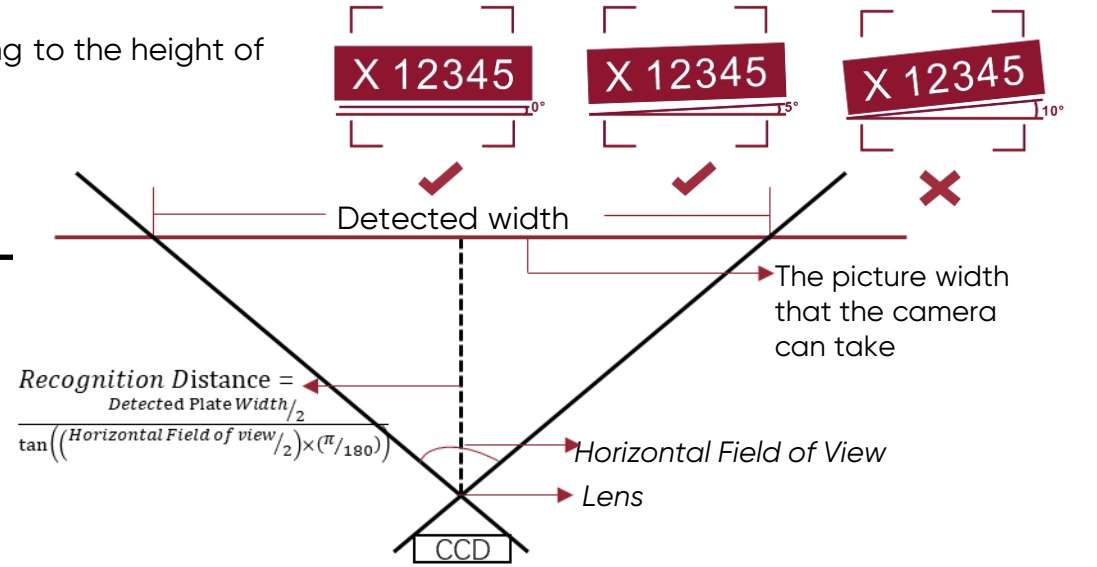 ng to the height of
X 12345
0°
X 12345
5°
X 12345
10°
Detected width
The picture width
that the camera
can take
Recognition Distance =
Detected Plate Width/2
tan((Horizontal Field of view/2)×(π/180))
Horizontal Field of View
Lens
CCD